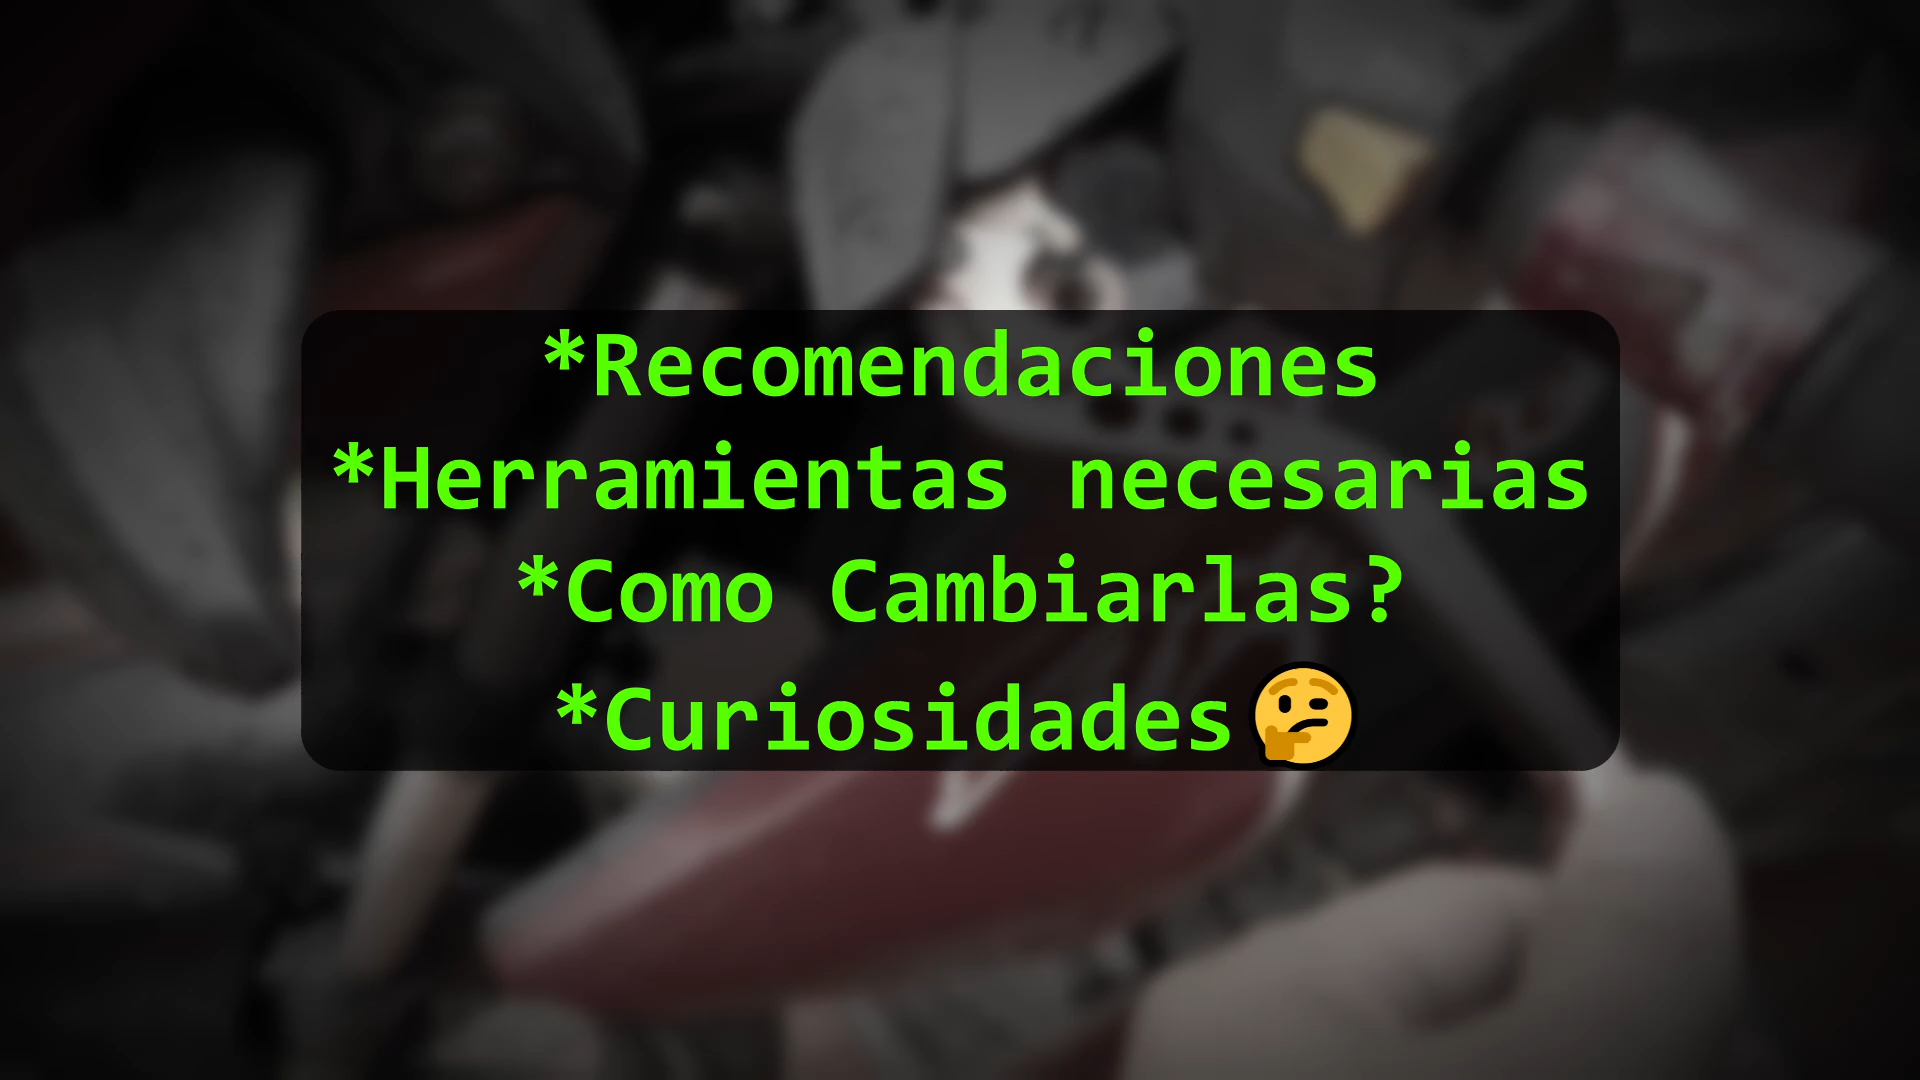 *Recomendaciones
*Herramientas necesarias
*Como Cambiarlas?
*Curiosidades🤔